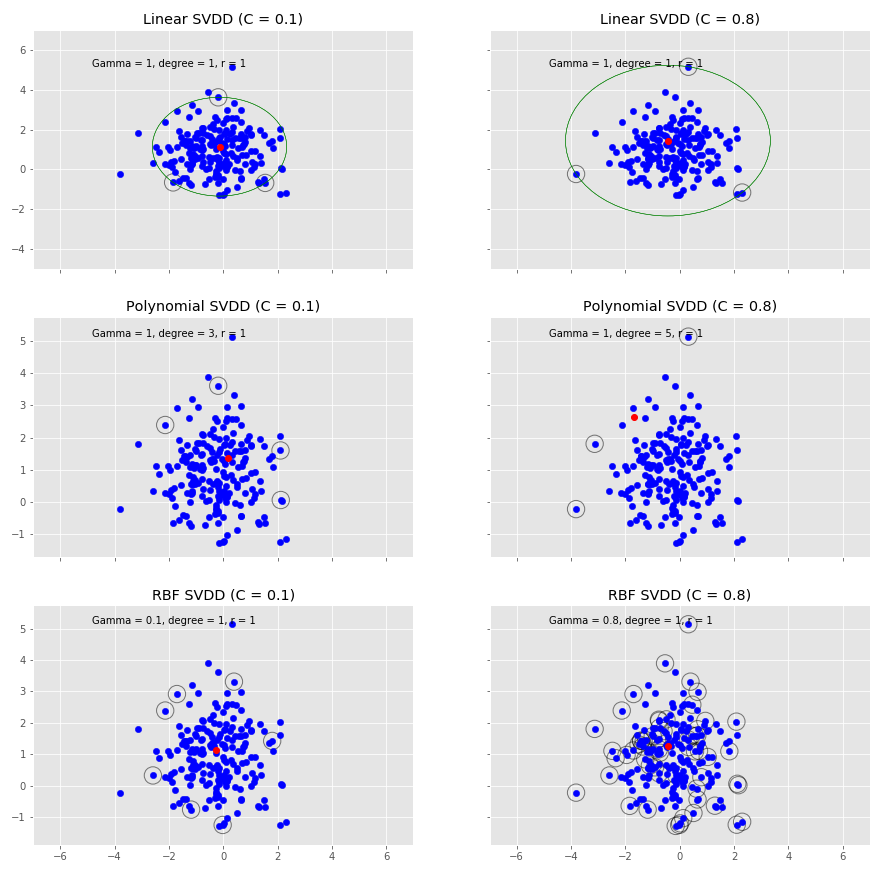 Linear SVDD (C = 0.1)
Linear SVDD (C = 0.8)
Gamma = 1, degree = 1, r = 1
Gamma = 1, degree = 1, r = 1
6
4
2
0
−2
−4
Polynomial SVDD (C = 0.1)
Polynomial SVDD (C = 0.8)
Gamma = 1, degree = 3, r = 1
Gamma = 1, degree = 5, r = 1
5
4
3
2
1
0
−1
RBF SVDD (C = 0.1)
RBF SVDD (C = 0.8)
Gamma = 0.1, degree = 1, r = 1
Gamma = 0.8, degree = 1, r = 1
5
4
3
2
1
0
−1
−6 −4 −2 0 2 4 6
−6 −4 −2 0 2 4 6